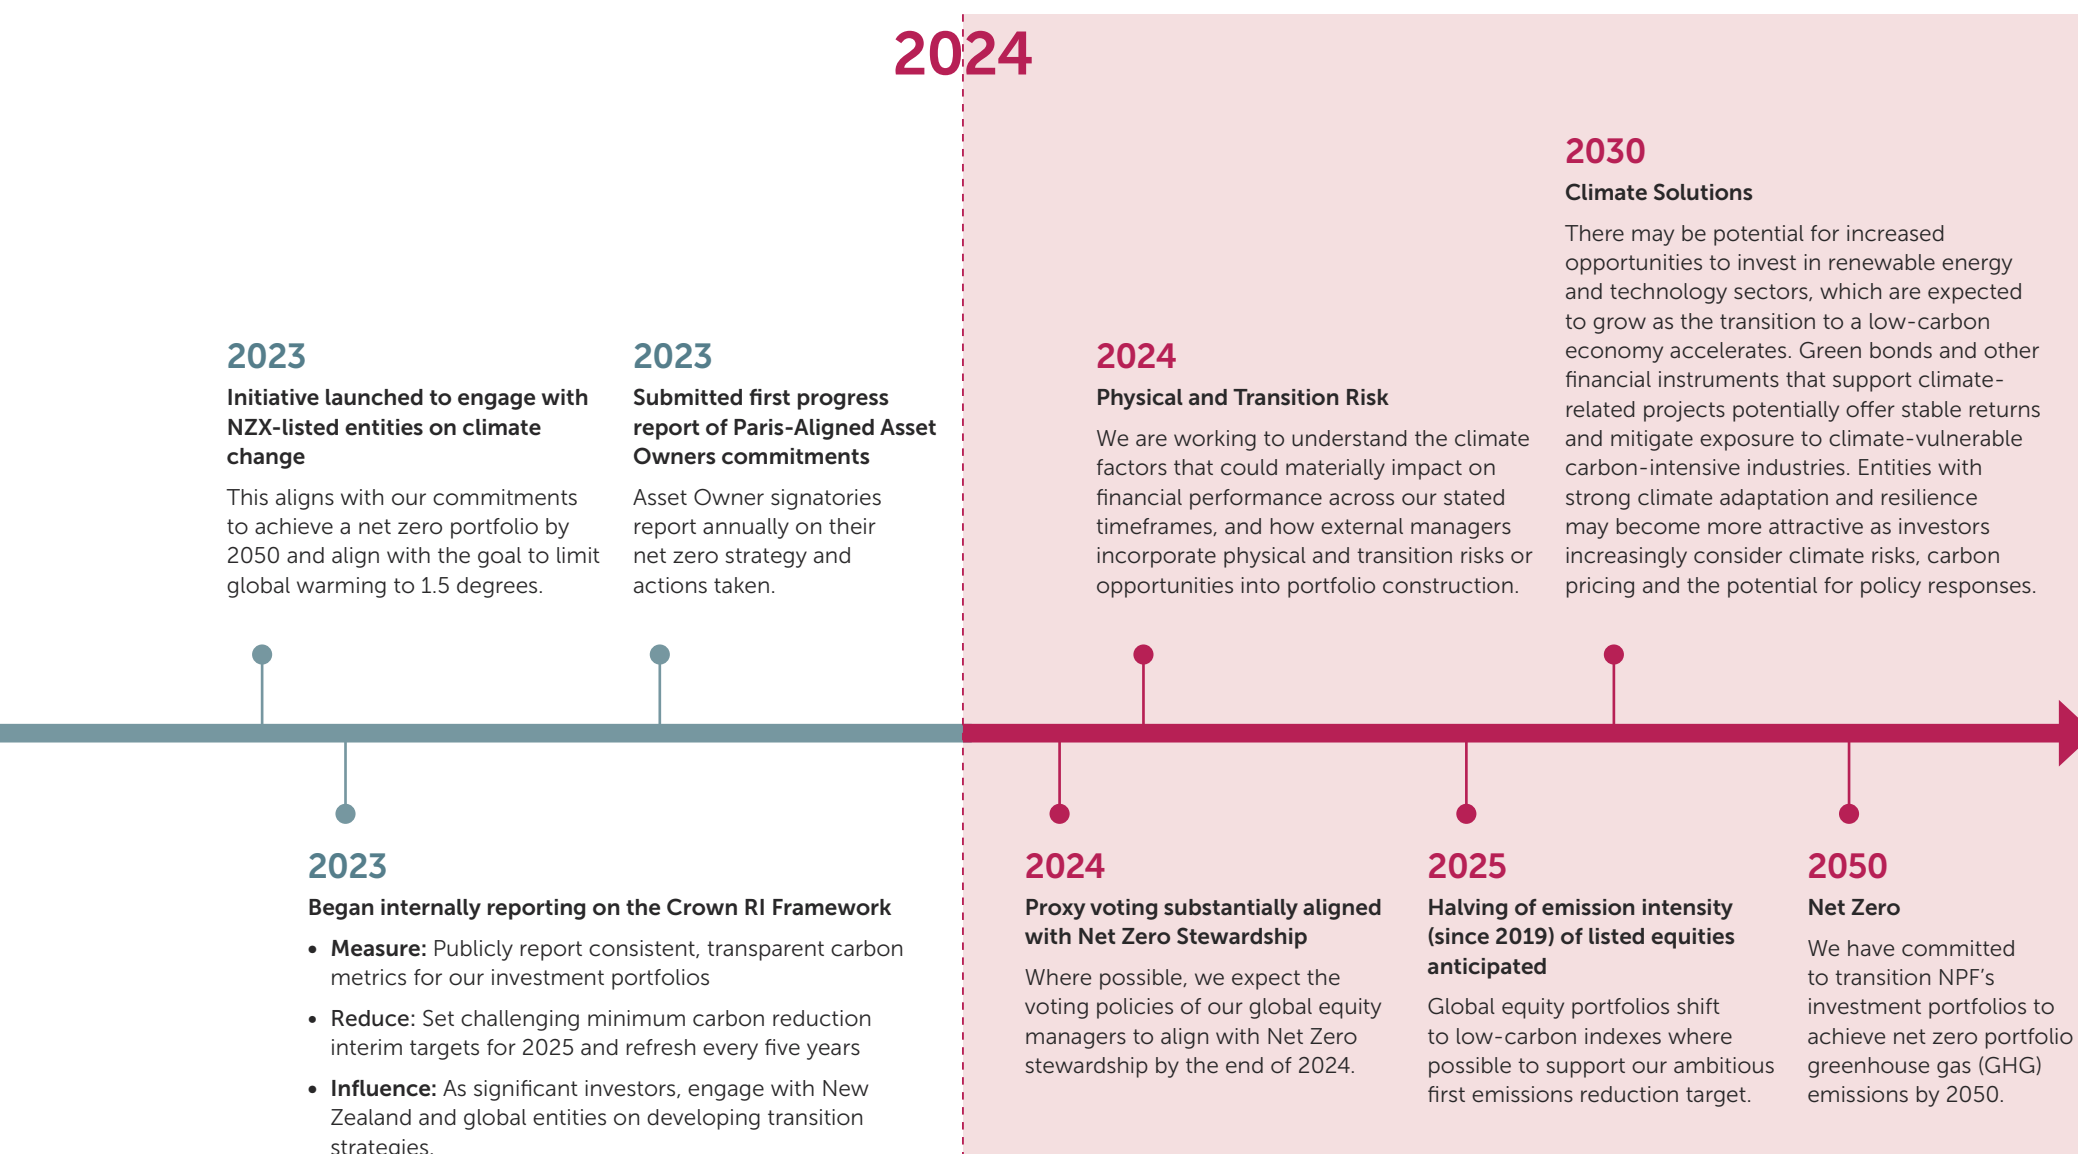 2024
2023
Initiative launched to engage with
NZX-listed entities on climate
change
This aligns with our commitments
to achieve a net zero portfolio by
2050 and align with the goal to limit
global warming to 1.5 degrees.
2023
Submitted first progress
report of Paris-Aligned Asset
Owners commitments
Asset Owner signatories
report annually on their
net zero strategy and
actions taken.
2024
Physical and Transition Risk
We are working to understand the climate
factors that could materially impact on
financial performance across our stated
timeframes, and how external managers
incorporate physical and transition risks or
opportunities into portfolio construction.
2030
Climate Solutions
There may be potential for increased
opportunities to invest in renewable energy
and technology sectors, which are expected
to grow as the transition to a low-carbon
economy accelerates. Green bonds and other
financial instruments that support climate-
related projects potentially offer stable returns
and mitigate exposure to climate-vulnerable
carbon-intensive industries. Entities with
strong climate adaptation and resilience
may become more attractive as investors
increasingly consider climate risks, carbon
pricing and the potential for policy responses.
2023
Began internally reporting on the Crown RI Framework
• Measure: Publicly report consistent, transparent carbon
metrics for our investment portfolios
• Reduce: Set challenging minimum carbon reduction
interim targets for 2025 and refresh every five years
• Influence: As significant investors, engage with New
Zealand and global entities on developing transition
strategies.
2024
Proxy voting substantially aligned
with Net Zero Stewardship
Where possible, we expect the
voting policies of our global equity
managers to align with Net Zero
stewardship by the end of 2024.
2025
Halving of emission intensity
(since 2019) of listed equities
anticipated
Global equity portfolios shift
to low-carbon indexes where
possible to support our ambitious
first emissions reduction target.
2050
Net Zero
We have committed
to transition NPF's
investment portfolios to
achieve net zero portfolio
greenhouse gas (GHG)
emissions by 2050.